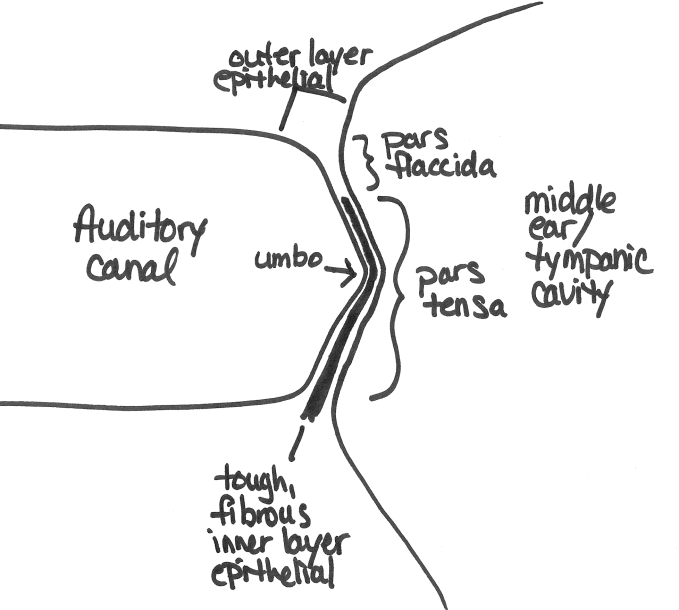 outer layer
epithelial
pars
flaccida
middle
ear/
tympanic
cavity
Auditory
canal
umbo
pars
tensa
tough,
fibrous
inner layer
epithelial